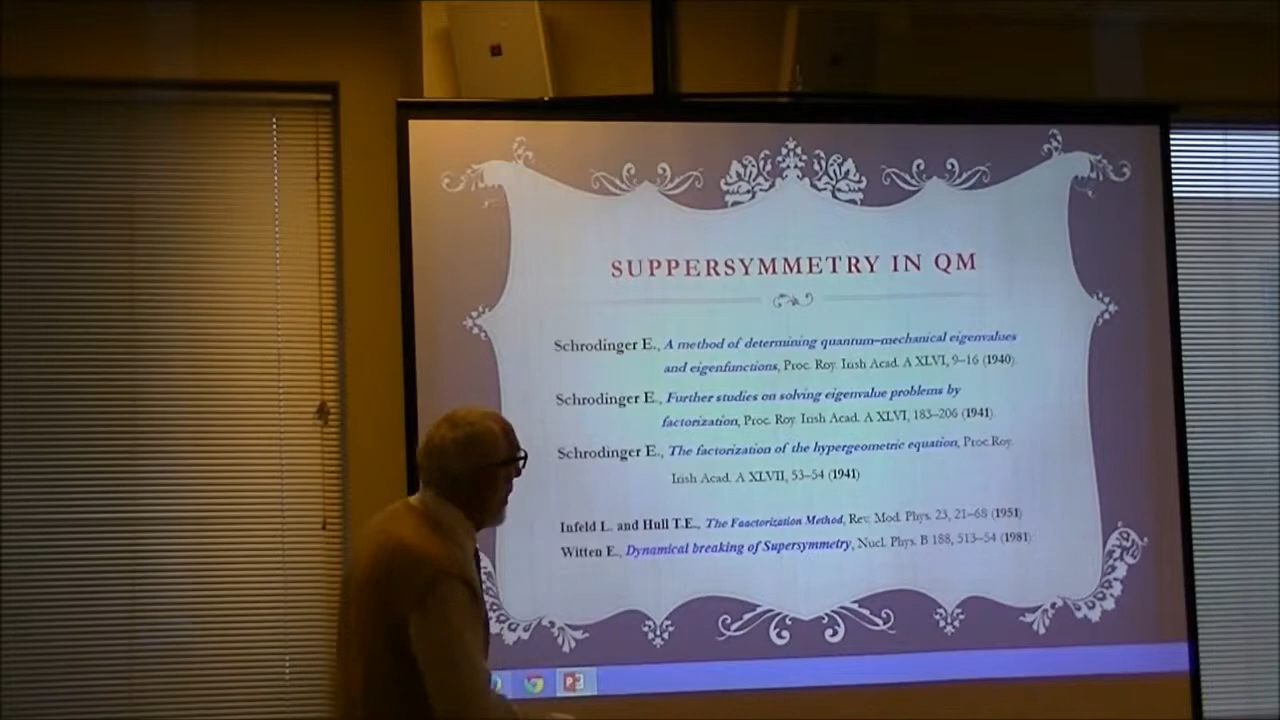 SUPPERSYMMETRY IN QM
Schrodinger E., A method of determining quantum–mechanical eigenvalues
and eigenfunctions, Proc. Roy. Irish Acad. A XLVI, 9–16 (1940).
Schrodinger E., Further studies on solving eigenvalue problems by
factorization, Proc. Roy. Irish Acad. A XLVI, 183–206 (1941).
Schrodinger E., The factorization of the hypergeometric equation, Proc.Roy.
Irish Acad. A XLVII, 53–54 (1941)
Infeld L. and Hull T.E., The Faactorization Method, Rev. Mod. Phys. 23, 21–68 (1951)
Witten E., Dynamical breaking of Supersymmetry, Nucl. Phys. B 188, 513–54 (1981)